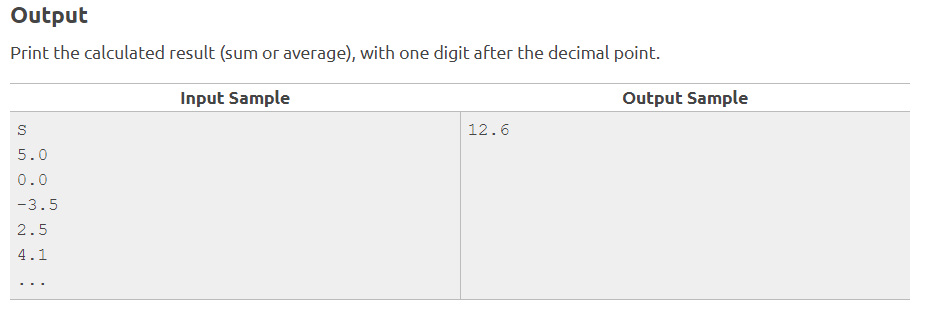 Output
Print the calculated result (sum or average), with one digit after the decimal point.
Input Sample Output Sample
S 12.6
5.0
0.0
-3.5
2.5
4.1
...